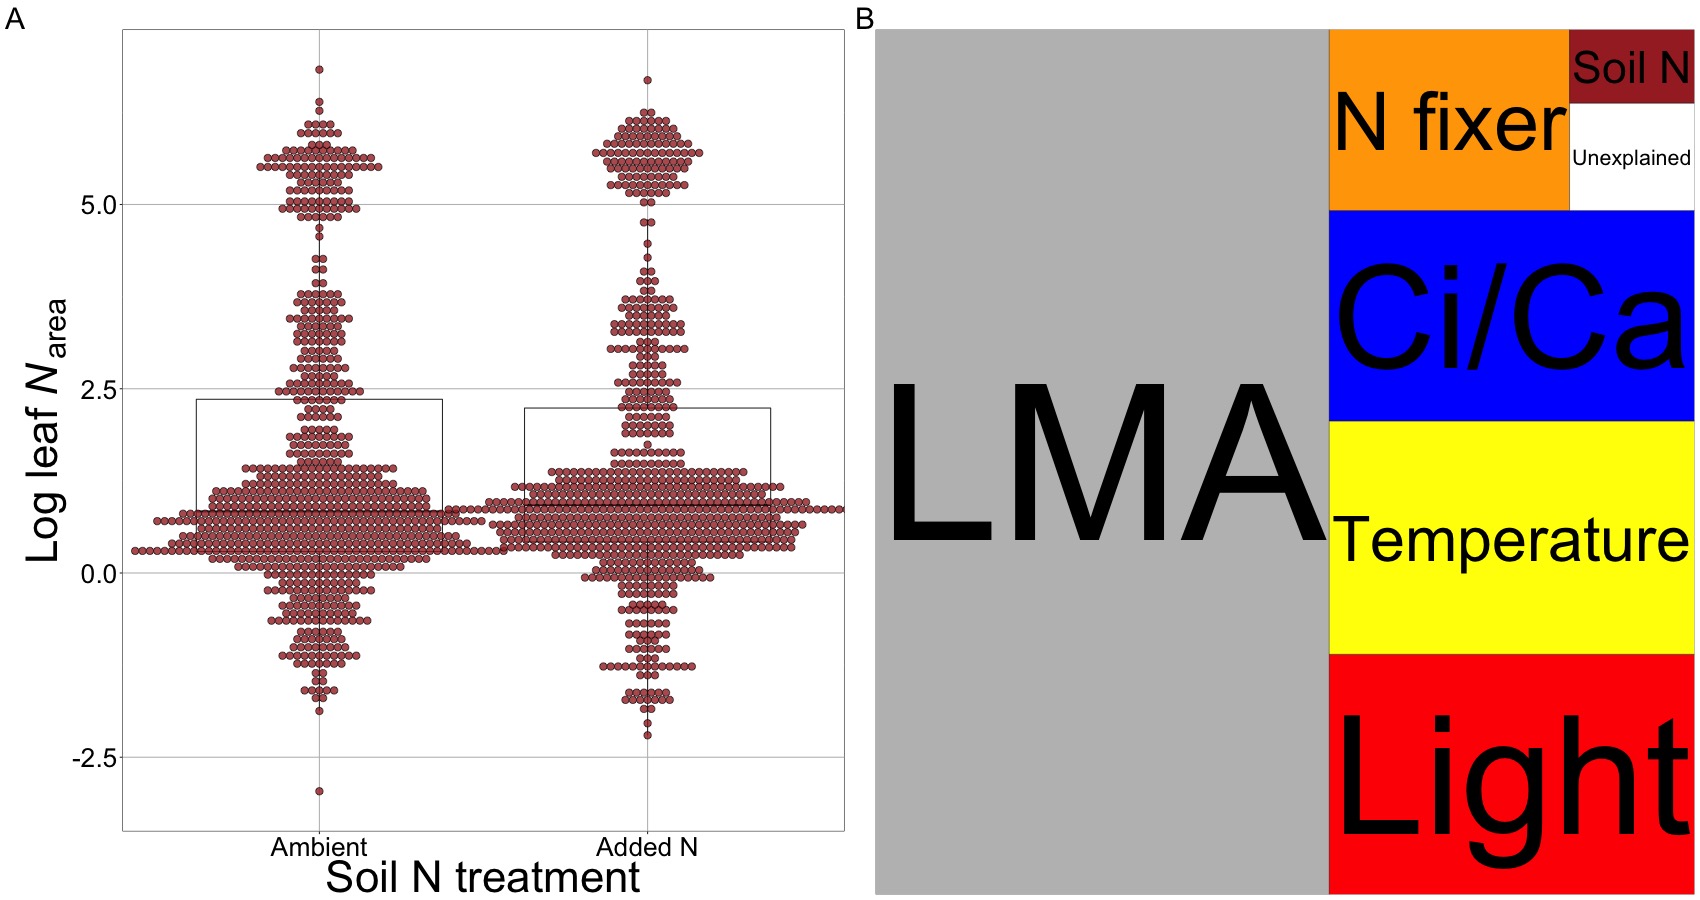 A
Log leaf Narea
5.0
2.5
0.0
-2.5
Ambient
Added N
Soil N treatment
B
LMA
N fixer
Soil N
Unexplained
Ci/Ca
Temperature
Light